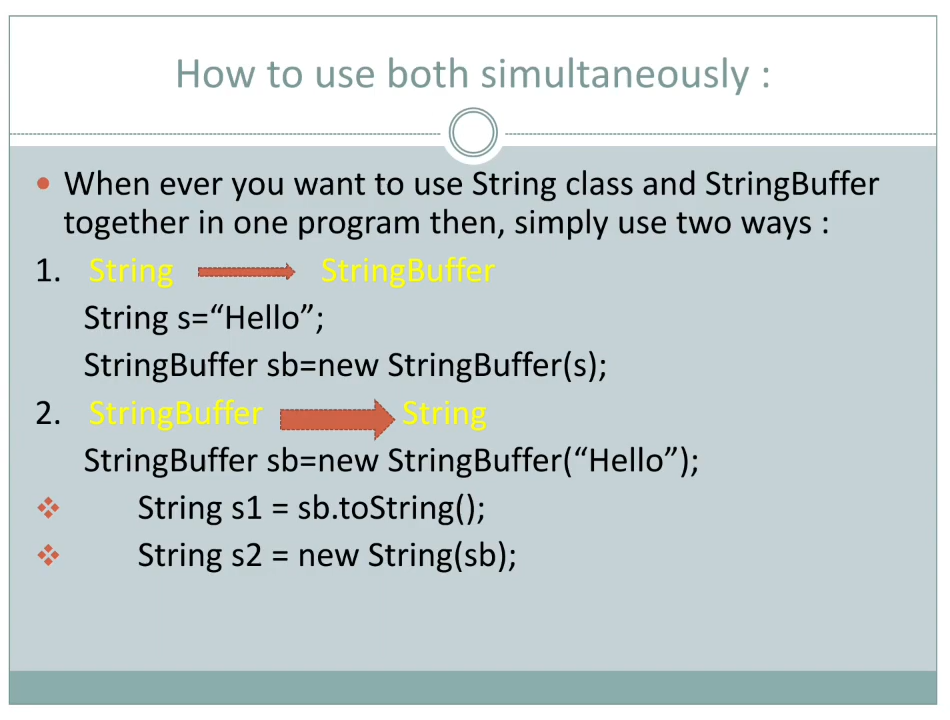 How to use both simultaneously :
• When ever you want to use String class and StringBuffer
together in one program then, simply use two ways :
1. String StringBuffer
String s=“Hello”;
StringBuffer sb=new StringBuffer(s);
2. StringBuffer String
StringBuffer sb=new StringBuffer(“Hello”);
❖ String s1 = sb.toString();
❖ String s2 = new String(sb);